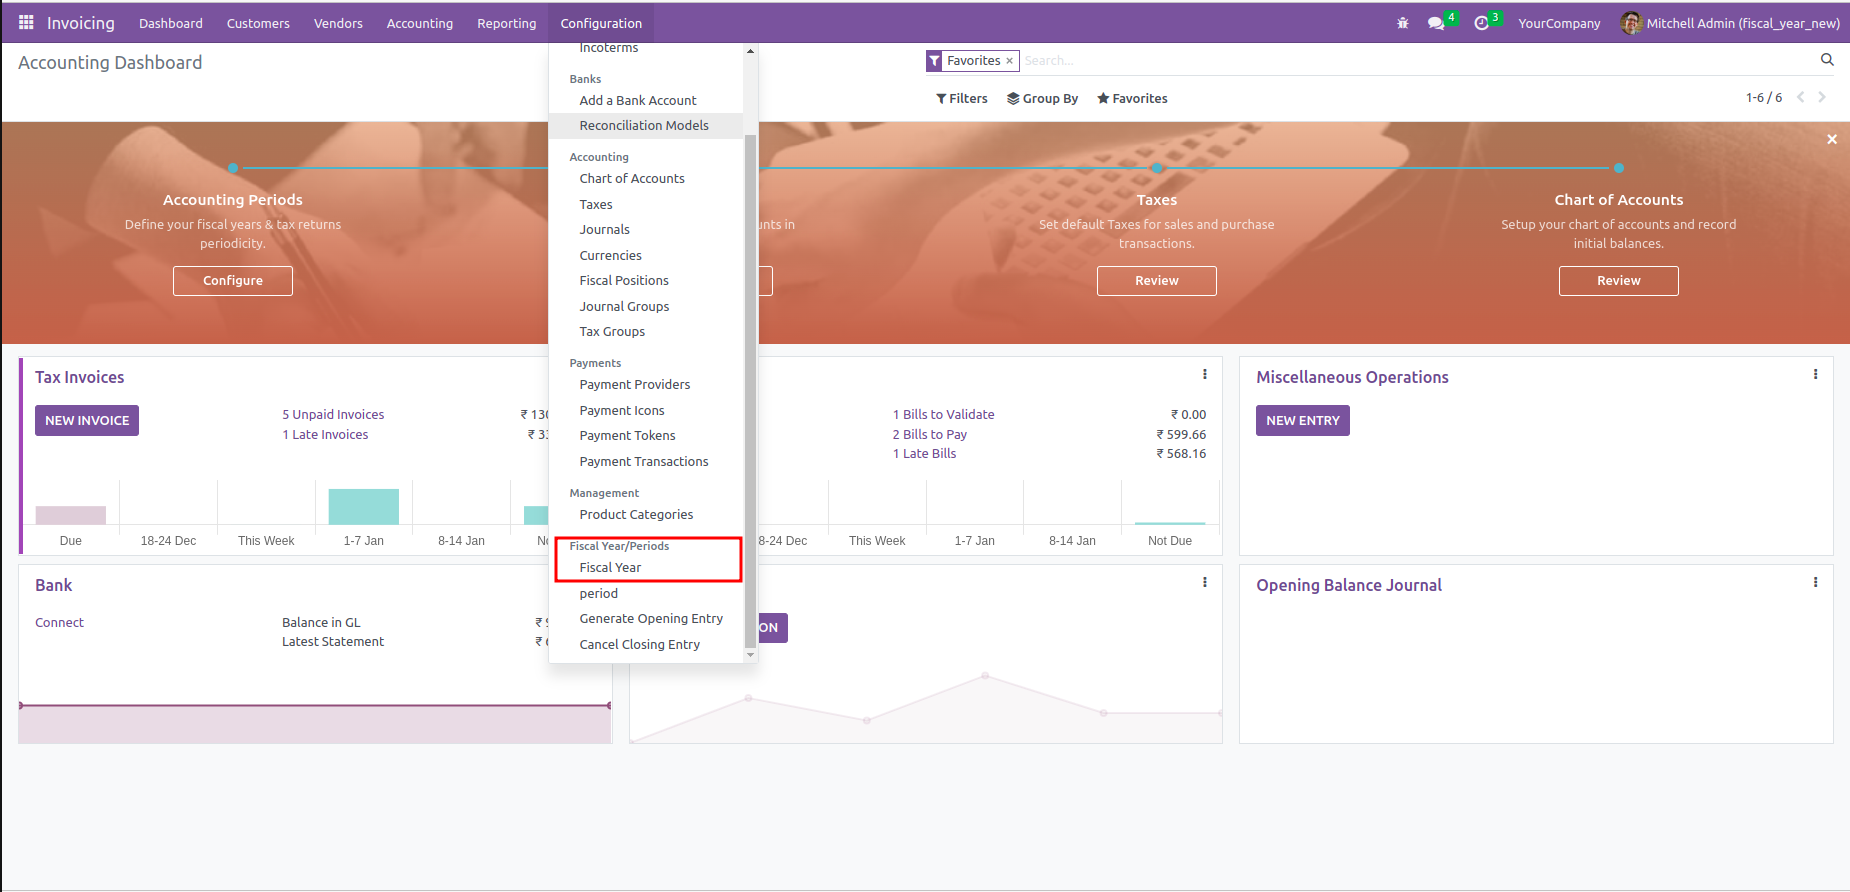 Invoicing Dashboard Customers Vendors Accounting Reporting Configuration 4 3 YourCompany Mitchell Admin (fiscal_year_new)
Accounting Dashboard
Favorites × Search...
Filters Group By Favorites
1-6 / 6
Incoterms
Banks
Add a Bank Account
Reconciliation Models
Accounting
Chart of Accounts
Taxes
Journals
Currencies
Fiscal Positions
Journal Groups
Tax Groups
Payments
Payment Providers
Payment Icons
Payment Tokens
Payment Transactions
Management
Product Categories
Fiscal Year/Periods
Fiscal Year
period
Generate Opening Entry
Cancel Closing Entry
Accounting Periods
Define your fiscal years & tax returns
periodicity.
Configure
in
Taxes
Set default Taxes for sales and purchase
transactions.
Review
Chart of Accounts
Setup your chart of accounts and record
initial balances.
Review
Tax Invoices
NEW INVOICE
5 Unpaid Invoices ₹
1 Late Invoices ₹
Due 18-24 Dec This Week 1-7 Jan 8-14 Jan
1 Bills to Validate ₹ 0.00
2 Bills to Pay ₹ 599.66
1 Late Bills ₹ 568.16
8-24 Dec This Week 1-7 Jan 8-14 Jan Not Due
Miscellaneous Operations
NEW ENTRY
Bank
Connect
Balance in GL ₹
Latest Statement ₹
ON
Opening Balance Journal